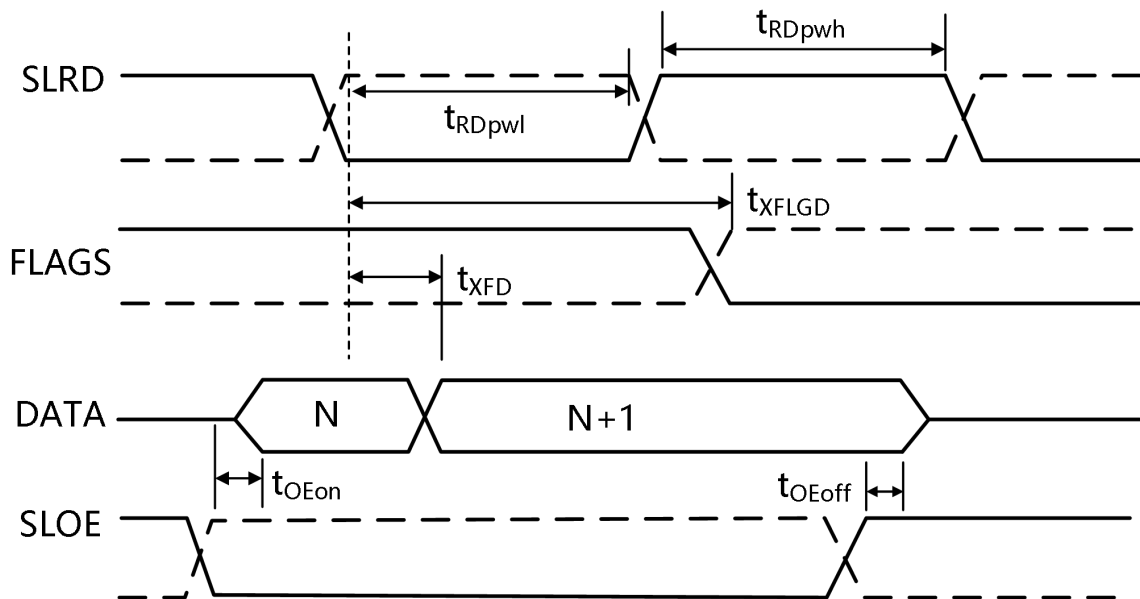 tRDpwh
SLRD
tRDpwl
tXFLGD
FLAGS
tXFD
DATA
N
N+1
tOEon
tOEoff
SLOE